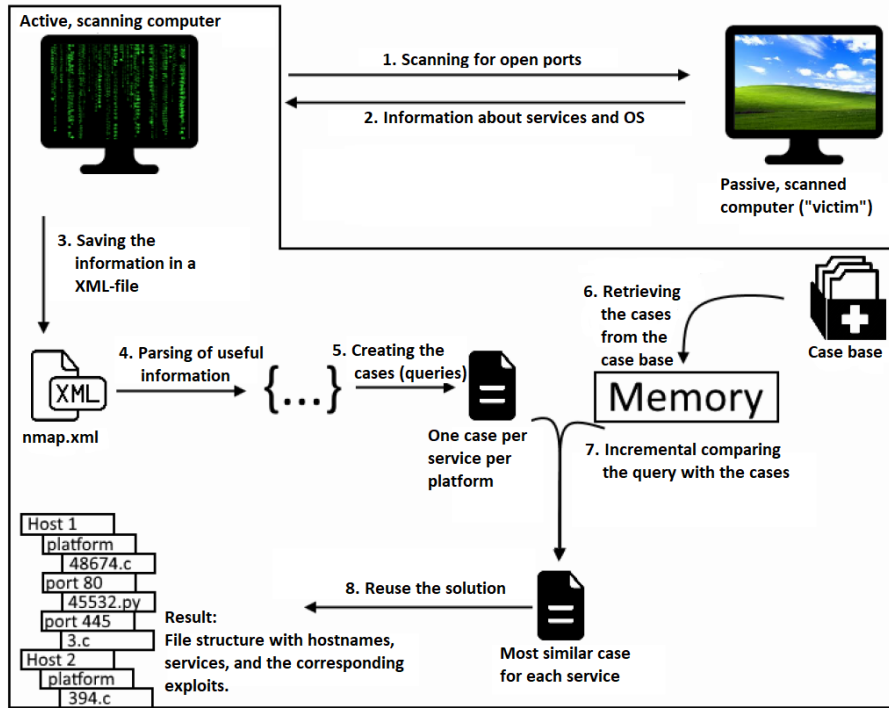 Active, scanning computer
1. Scanning for open ports
2. Information about services and OS
Passive, scanned
computer ("victim")
3. Saving the
information in a
XML-file
6. Retrieving
the cases
from the
case base
Case base
4. Parsing of useful
information
5. Creating the
cases (queries)
XML
{...}
nmap.xml
One case per
service per
platform
Memory
7. Incremental comparing
the query with the cases
Host 1
platform
48674.c
port 80
45532.py
port 445
3.c
Host 2
platform
394.c
Result:
File structure with hostnames,
services, and the corresponding
exploits.
8. Reuse the solution
Most similar case
for each service